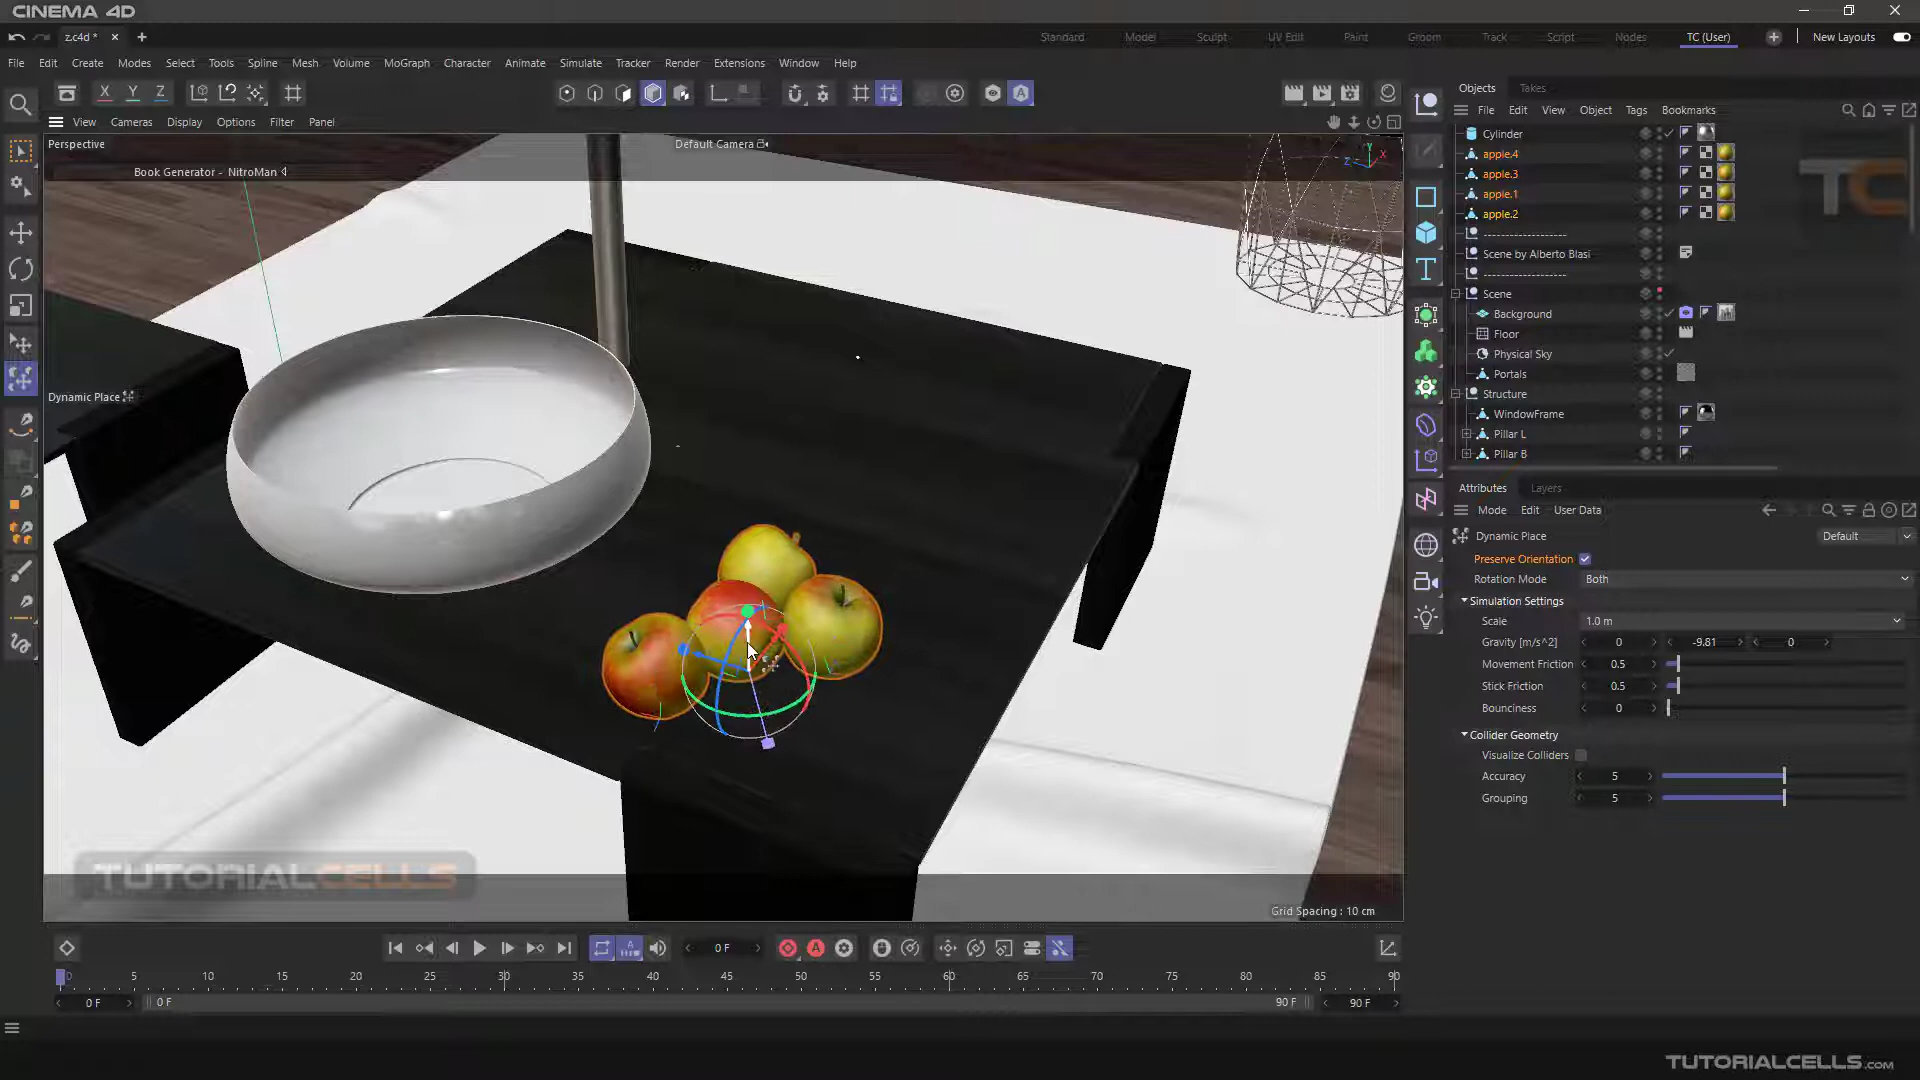 CINEMA 4D
z.c4d *
Standard Model Sculpt UV Edit Paint Groom Track Script Nodes TC (User) New Layouts
File Edit Create Modes Select Tools Spline Mesh Volume MoGraph Character Animate Simulate Tracker Render Extensions Window Help
X Y Z
View Cameras Display Options Filter Panel
Perspective
Default Camera
Book Generator - NitroMan
Dynamic Place
Y X Z
TUTORIALCELLS
Grid Spacing : 10 cm
Objects Takes
File Edit View Object Tags Bookmarks
Cylinder
apple.4
apple.3
apple.1
apple.2
--------------------
Scene by Alberto Blasi
--------------------
Scene
Background
Floor
Physical Sky
Portals
Structure
WindowFrame
Pillar L
Pillar B
TC
Attributes Layers
Mode Edit User Data
Dynamic Place Default
Preserve Orientation
Rotation Mode Both
Simulation Settings
Scale 1.0 m
Gravity [m/s^2] 0 -9.81 0
Movement Friction 0.5
Stick Friction 0.5
Bounciness 0
Collider Geometry
Visualize Colliders
Accuracy 5
Grouping 5
0 F
0 5 10 15 20 25 30 35 40 45 50 55 60 65 70 75 80 85 90
0 F 0 F 90 F 90 F
TUTORIALCELLS.COM